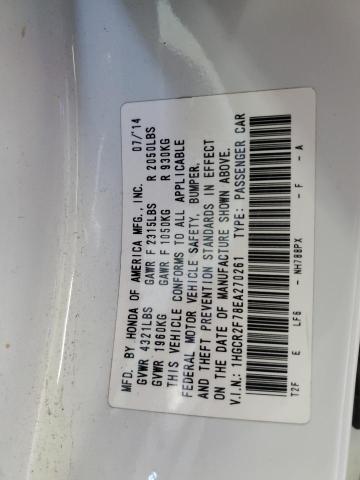 MFD. BY HONDA OF AMERICA MFG., INC. 07/14
GVWR 4321LBS GAWR F 2315LBS R 2050LBS
GVWR 1960KG GAWR F 1050KG R 930KG
THIS VEHICLE CONFORMS TO ALL APPLICABLE
FEDERAL MOTOR VEHICLE SAFETY, BUMPER,
AND THEFT PREVENTION STANDARDS IN EFFECT
ON THE DATE OF MANUFACTURE SHOWN ABOVE.
V.I.N.: 1HGCR2F78EA270261 TYPE: PASSENGER CAR
T2F E LF6 - NH788PX - F - A